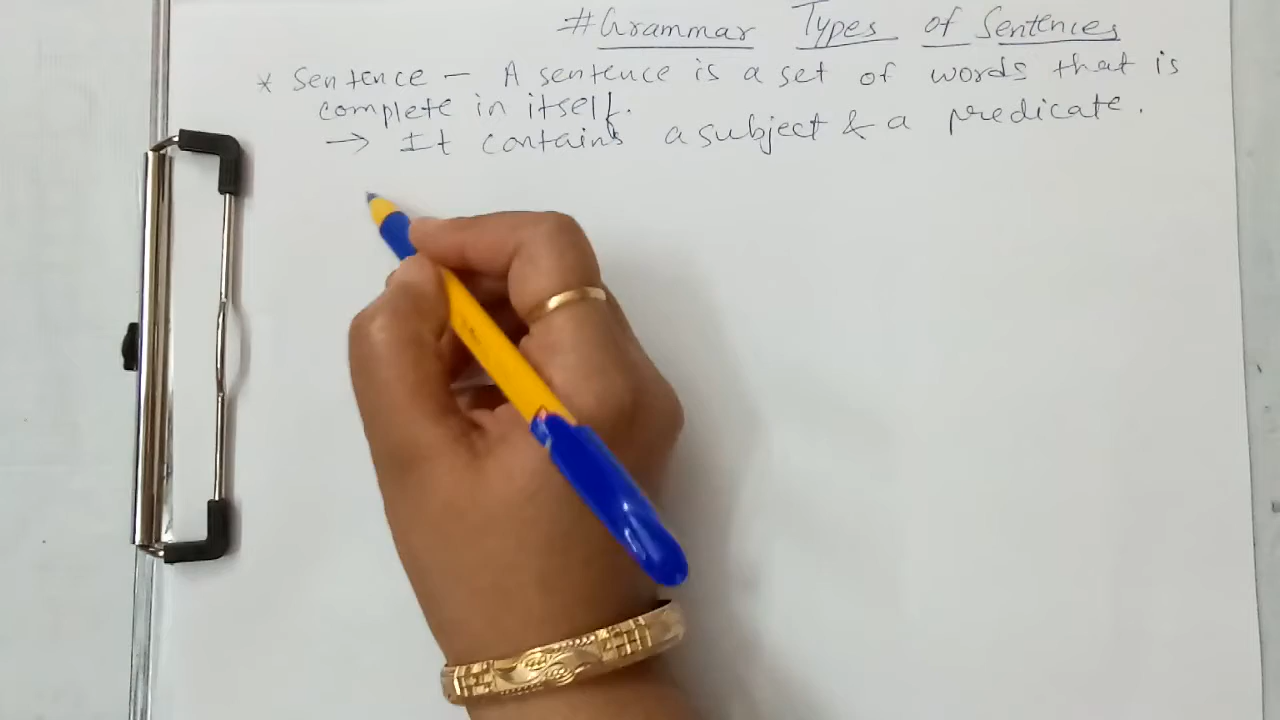 #Grammar Types of Sentences
* Sentence - A sentence is a set of words that is
complete in itself.
→ It contains a subject & a predicate.